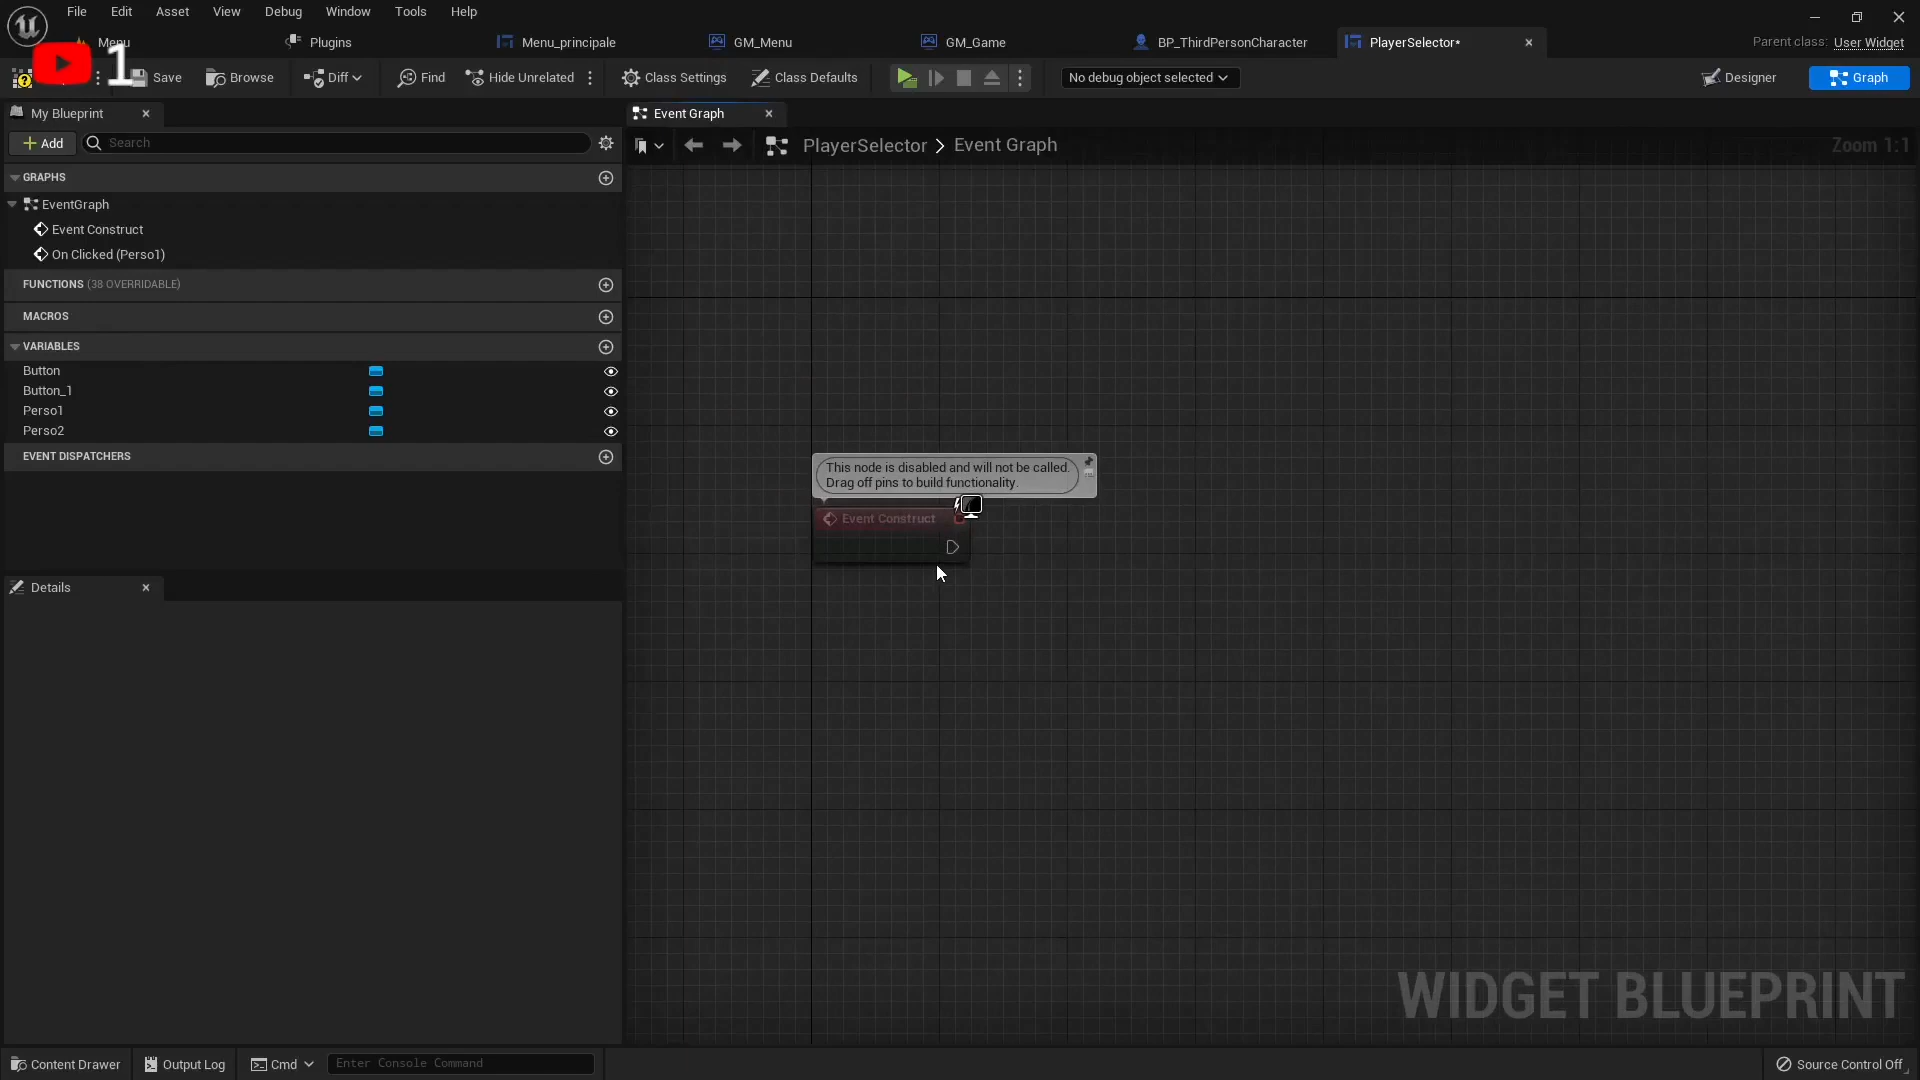 File Edit Asset View Debug Window Tools Help
Menu Plugins Menu_principale GM_Menu GM_Game BP_ThirdPersonCharacter PlayerSelector* Parent class: User Widget
1 Save Browse Diff Find Hide Unrelated Class Settings Class Defaults No debug object selected Designer Graph
My Blueprint
Event Graph
Add Search
PlayerSelector > Event Graph Zoom 1:1
GRAPHS
EventGraph
Event Construct
On Clicked (Perso1)
FUNCTIONS (38 OVERRIDABLE)
MACROS
VARIABLES
Button
Button_1
Perso1
Perso2
EVENT DISPATCHERS
This node is disabled and will not be called.
Drag off pins to build functionality.
Event Construct
Details
WIDGET BLUEPRINT
Content Drawer Output Log Cmd Enter Console Command Source Control Off